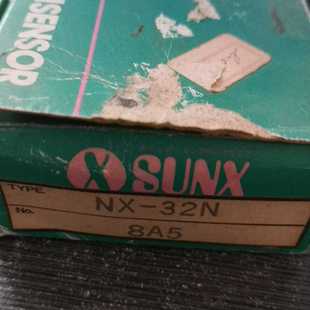 SENSOR
SUNX
TYPE NX-32N
No. 8A5